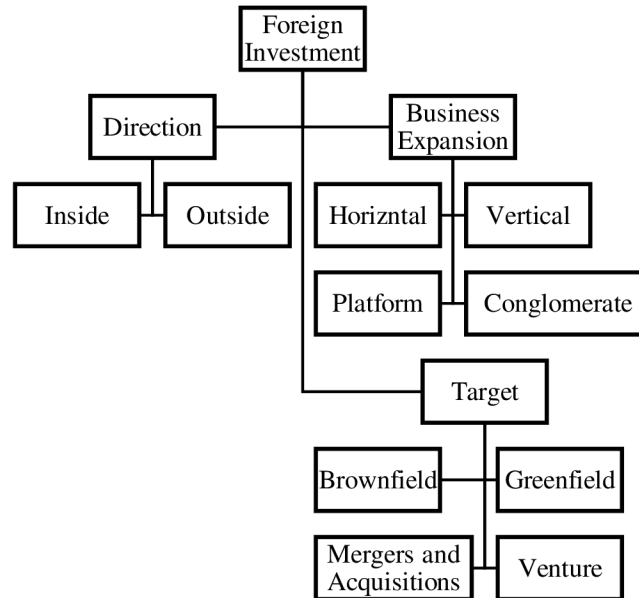 Foreign
Investment
Direction
Business
Expansion
Inside
Outside
Horizntal
Vertical
Platform
Conglomerate
Target
Brownfield
Greenfield
Mergers and
Acquisitions
Venture